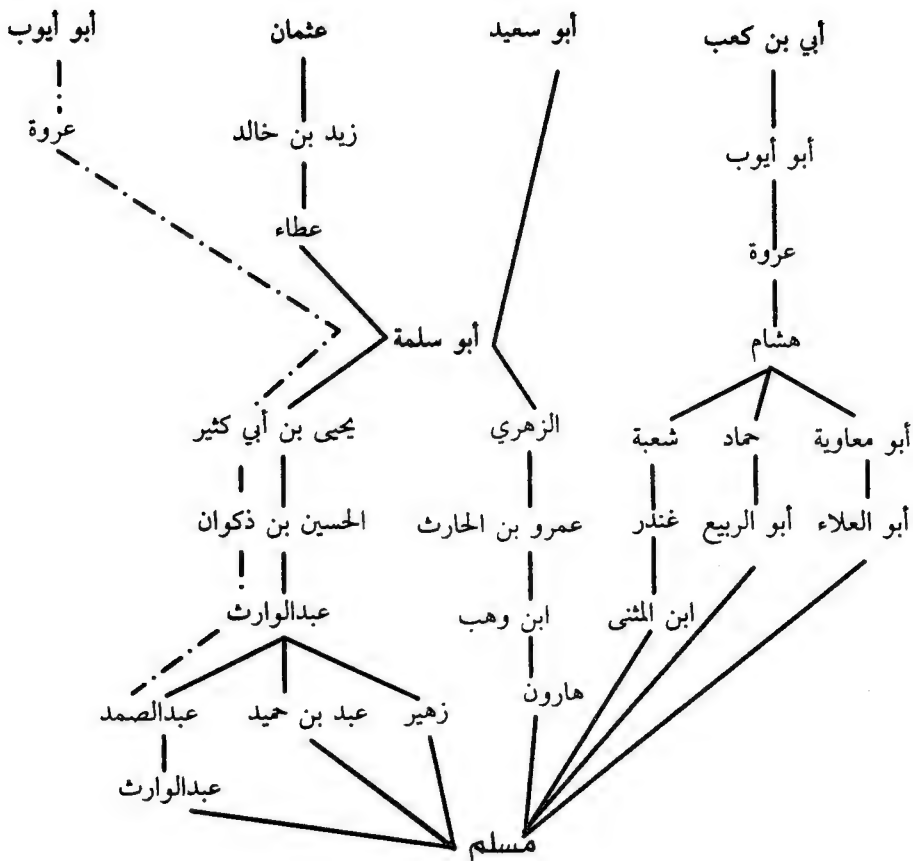 أبي بن كعب أبو سعيد عثمان أبو أيوب
أبو أيوب زيد بن خالد عروة
عروة عطاء
هشام أبو سلمة
أبو معاوية حماد شعبة الزهري يحيى بن أبي كثير
أبو العلاء أبو الربيع غندر عمرو بن الحارث الحسين بن ذكوان
ابن المثنى ابن وهب عبدالوارث
هارون زهير عبد بن حميد عبدالصمد
عبدالوارث
مسلم